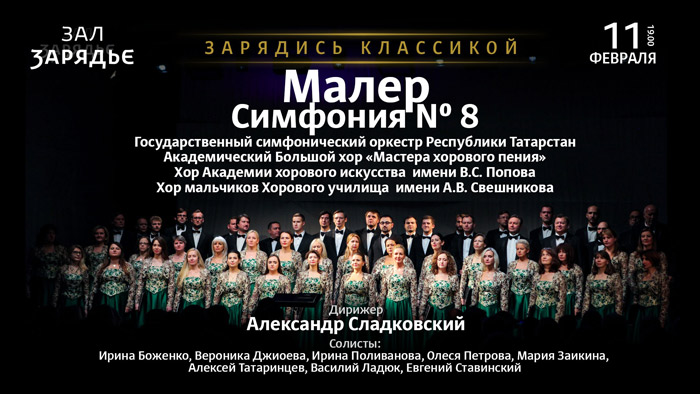 ЗАЛ
ЗАРЯДЬЕ
ЗАРЯДИСЬ КЛАССИКОЙ
11
19.00
ФЕВРАЛЯ
Малер
Симфония № 8
Государственный симфонический оркестр Республики Татарстан
Академический Большой хор «Мастера хорового пения»
Хор Академии хорового искусства имени В.С. Попова
Хор мальчиков Хорового училища имени А.В. Свешникова
Дирижер
Александр Сладковский
Солисты:
Ирина Боженко, Вероника Джиоева, Ирина Поливанова, Олеся Петрова, Мария Заикина,
Алексей Татаринцев, Василий Ладюк, Евгений Ставинский